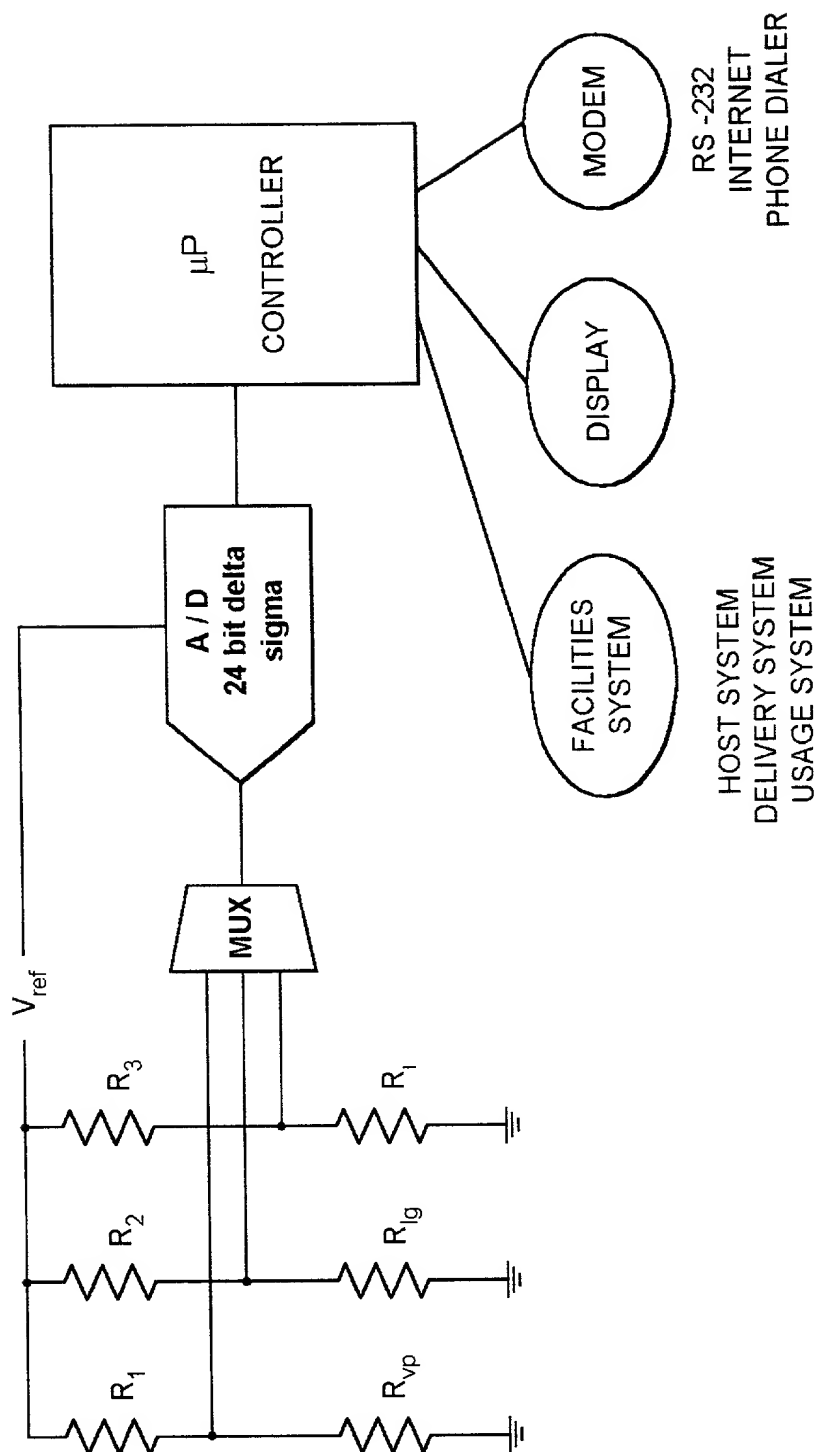 V_ref
R_1
R_2
R_3
R_vp
R_lg
R_l
MUX
A / D
24 bit delta
sigma
μP
CONTROLLER
FACILITIES
SYSTEM
DISPLAY
MODEM
HOST SYSTEM
DELIVERY SYSTEM
USAGE SYSTEM
RS -232
INTERNET
PHONE DIALER